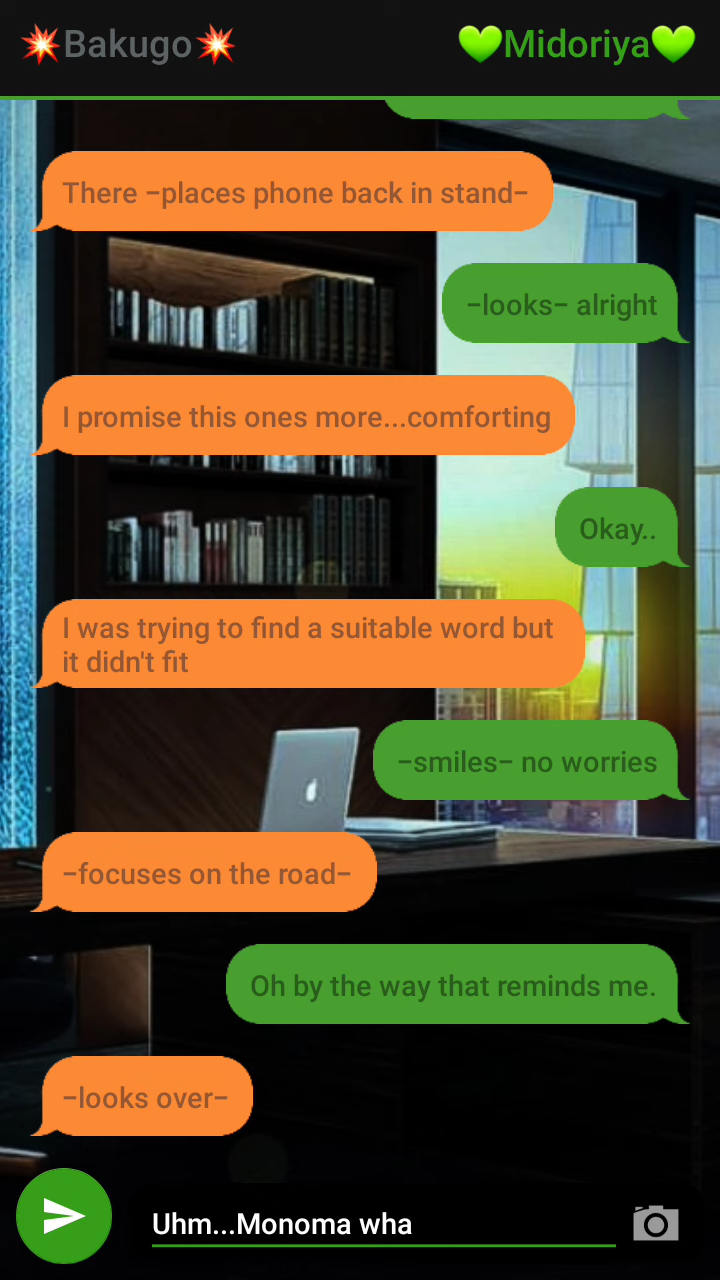 💥Bakugo💥
💚Midoriya💚
There –places phone back in stand–
–looks– alright
I promise this ones more...comforting
Okay..
I was trying to find a suitable word but
it didn't fit
–smiles– no worries
–focuses on the road–
Oh by the way that reminds me.
–looks over–
Uhm...Monoma wha